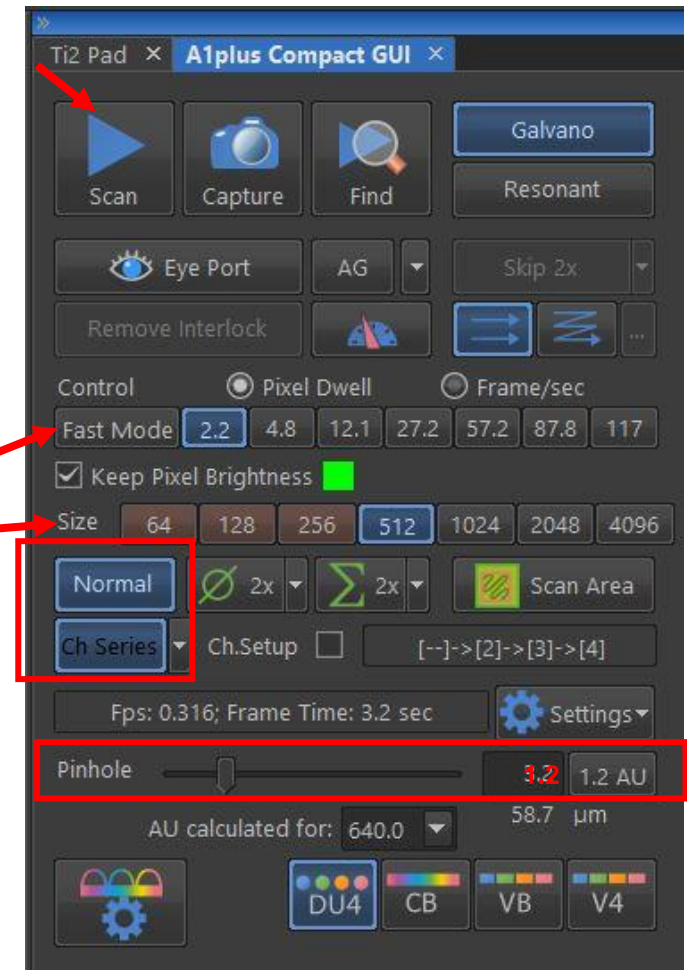 »
Ti2 Pad × A1plus Compact GUI ×
Galvano
Scan Capture Find Resonant
Eye Port AG Skip 2x
Remove Interlock ...
Control Pixel Dwell Frame/sec
Fast Mode 2.2 4.8 12.1 27.2 57.2 87.8 117
Keep Pixel Brightness
Size 64 128 256 512 1024 2048 4096
Normal 2x 2x Scan Area
Ch Series Ch.Setup [--]->[2]->[3]->[4]
Fps: 0.316; Frame Time: 3.2 sec Settings
Pinhole 1.2 1.2 AU
AU calculated for: 640.0 58.7 µm
DU4 CB VB V4